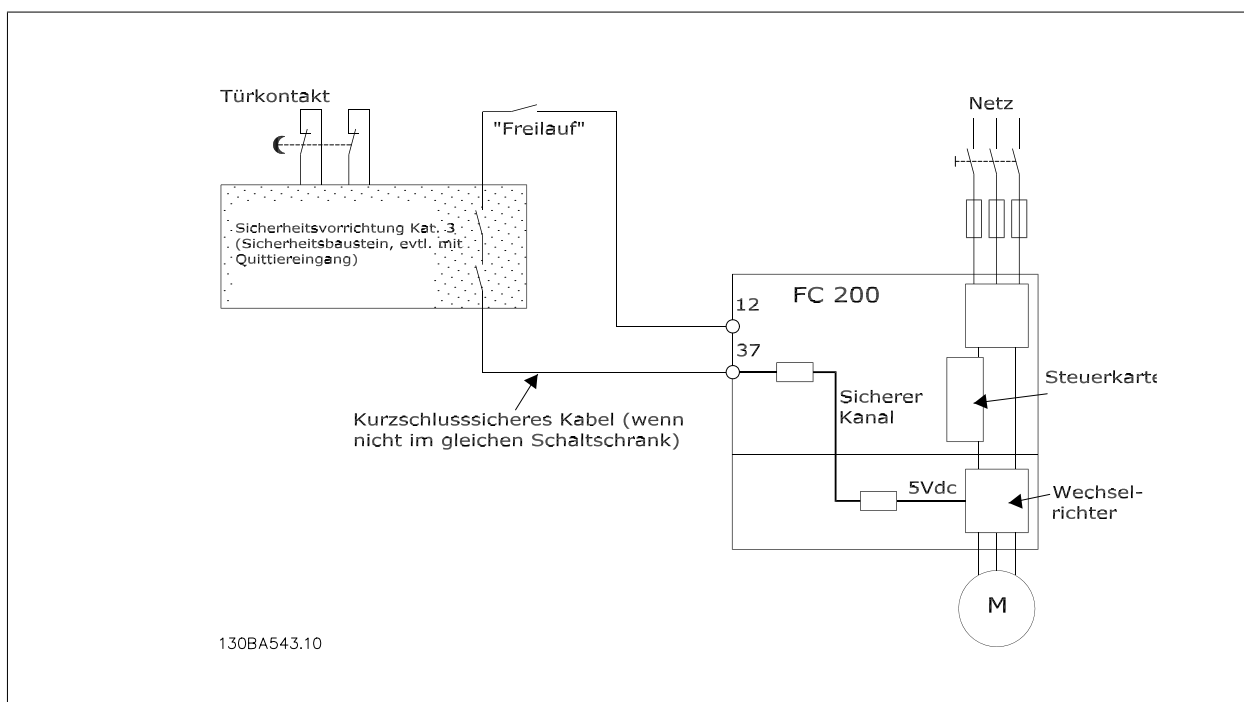 Türkontakt
"Freilauf"
Netz
Sicherheitsvorrichtung Kat. 3
(Sicherheitsbaustein, evtl. mit
Quittiereingang)
FC 200
12
37
Steuerkarte
Sicherer
Kanal
Kurzschlusssicheres Kabel (wenn
nicht im gleichen Schaltschrank)
5Vdc
Wechsel-
richter
M
130BA543.10